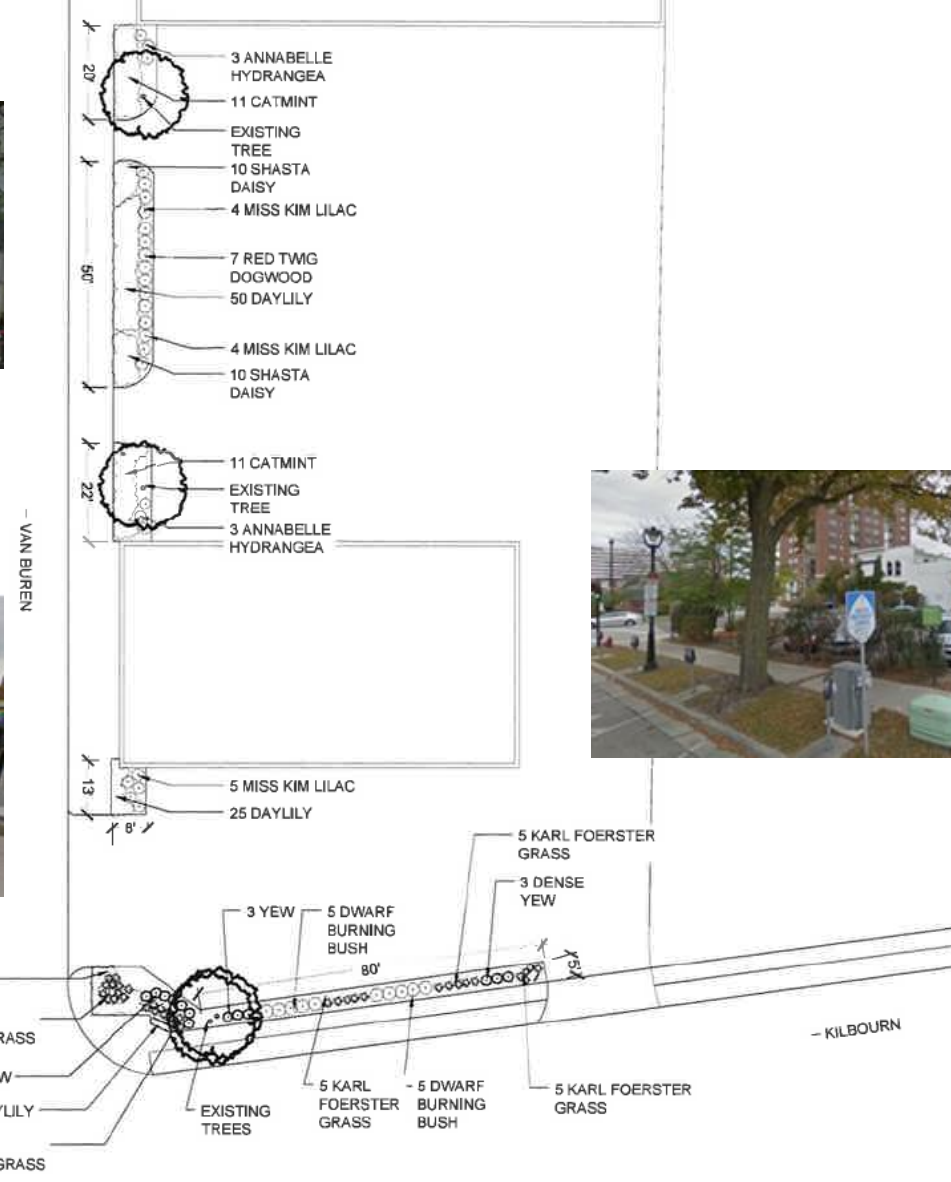 20'
3 ANNABELLE
HYDRANGEA
11 CATMINT
EXISTING
TREE
10 SHASTA
DAISY
4 MISS KIM LILAC
50'
7 RED TWIG
DOGWOOD
50 DAYLILY
4 MISS KIM LILAC
10 SHASTA
DAISY
22'
11 CATMINT
EXISTING
TREE
3 ANNABELLE
HYDRANGEA
– VAN BUREN
13'
5 MISS KIM LILAC
25 DAYLILY
8'
5 KARL FOERSTER
GRASS
3 DENSE
YEW
3 YEW
5 DWARF
BURNING
BUSH
80'
5'
– KILBOURN
RASS
W
YLILY
GRASS
EXISTING
TREES
5 KARL
FOERSTER
GRASS
5 DWARF
BURNING
BUSH
5 KARL FOERSTER
GRASS